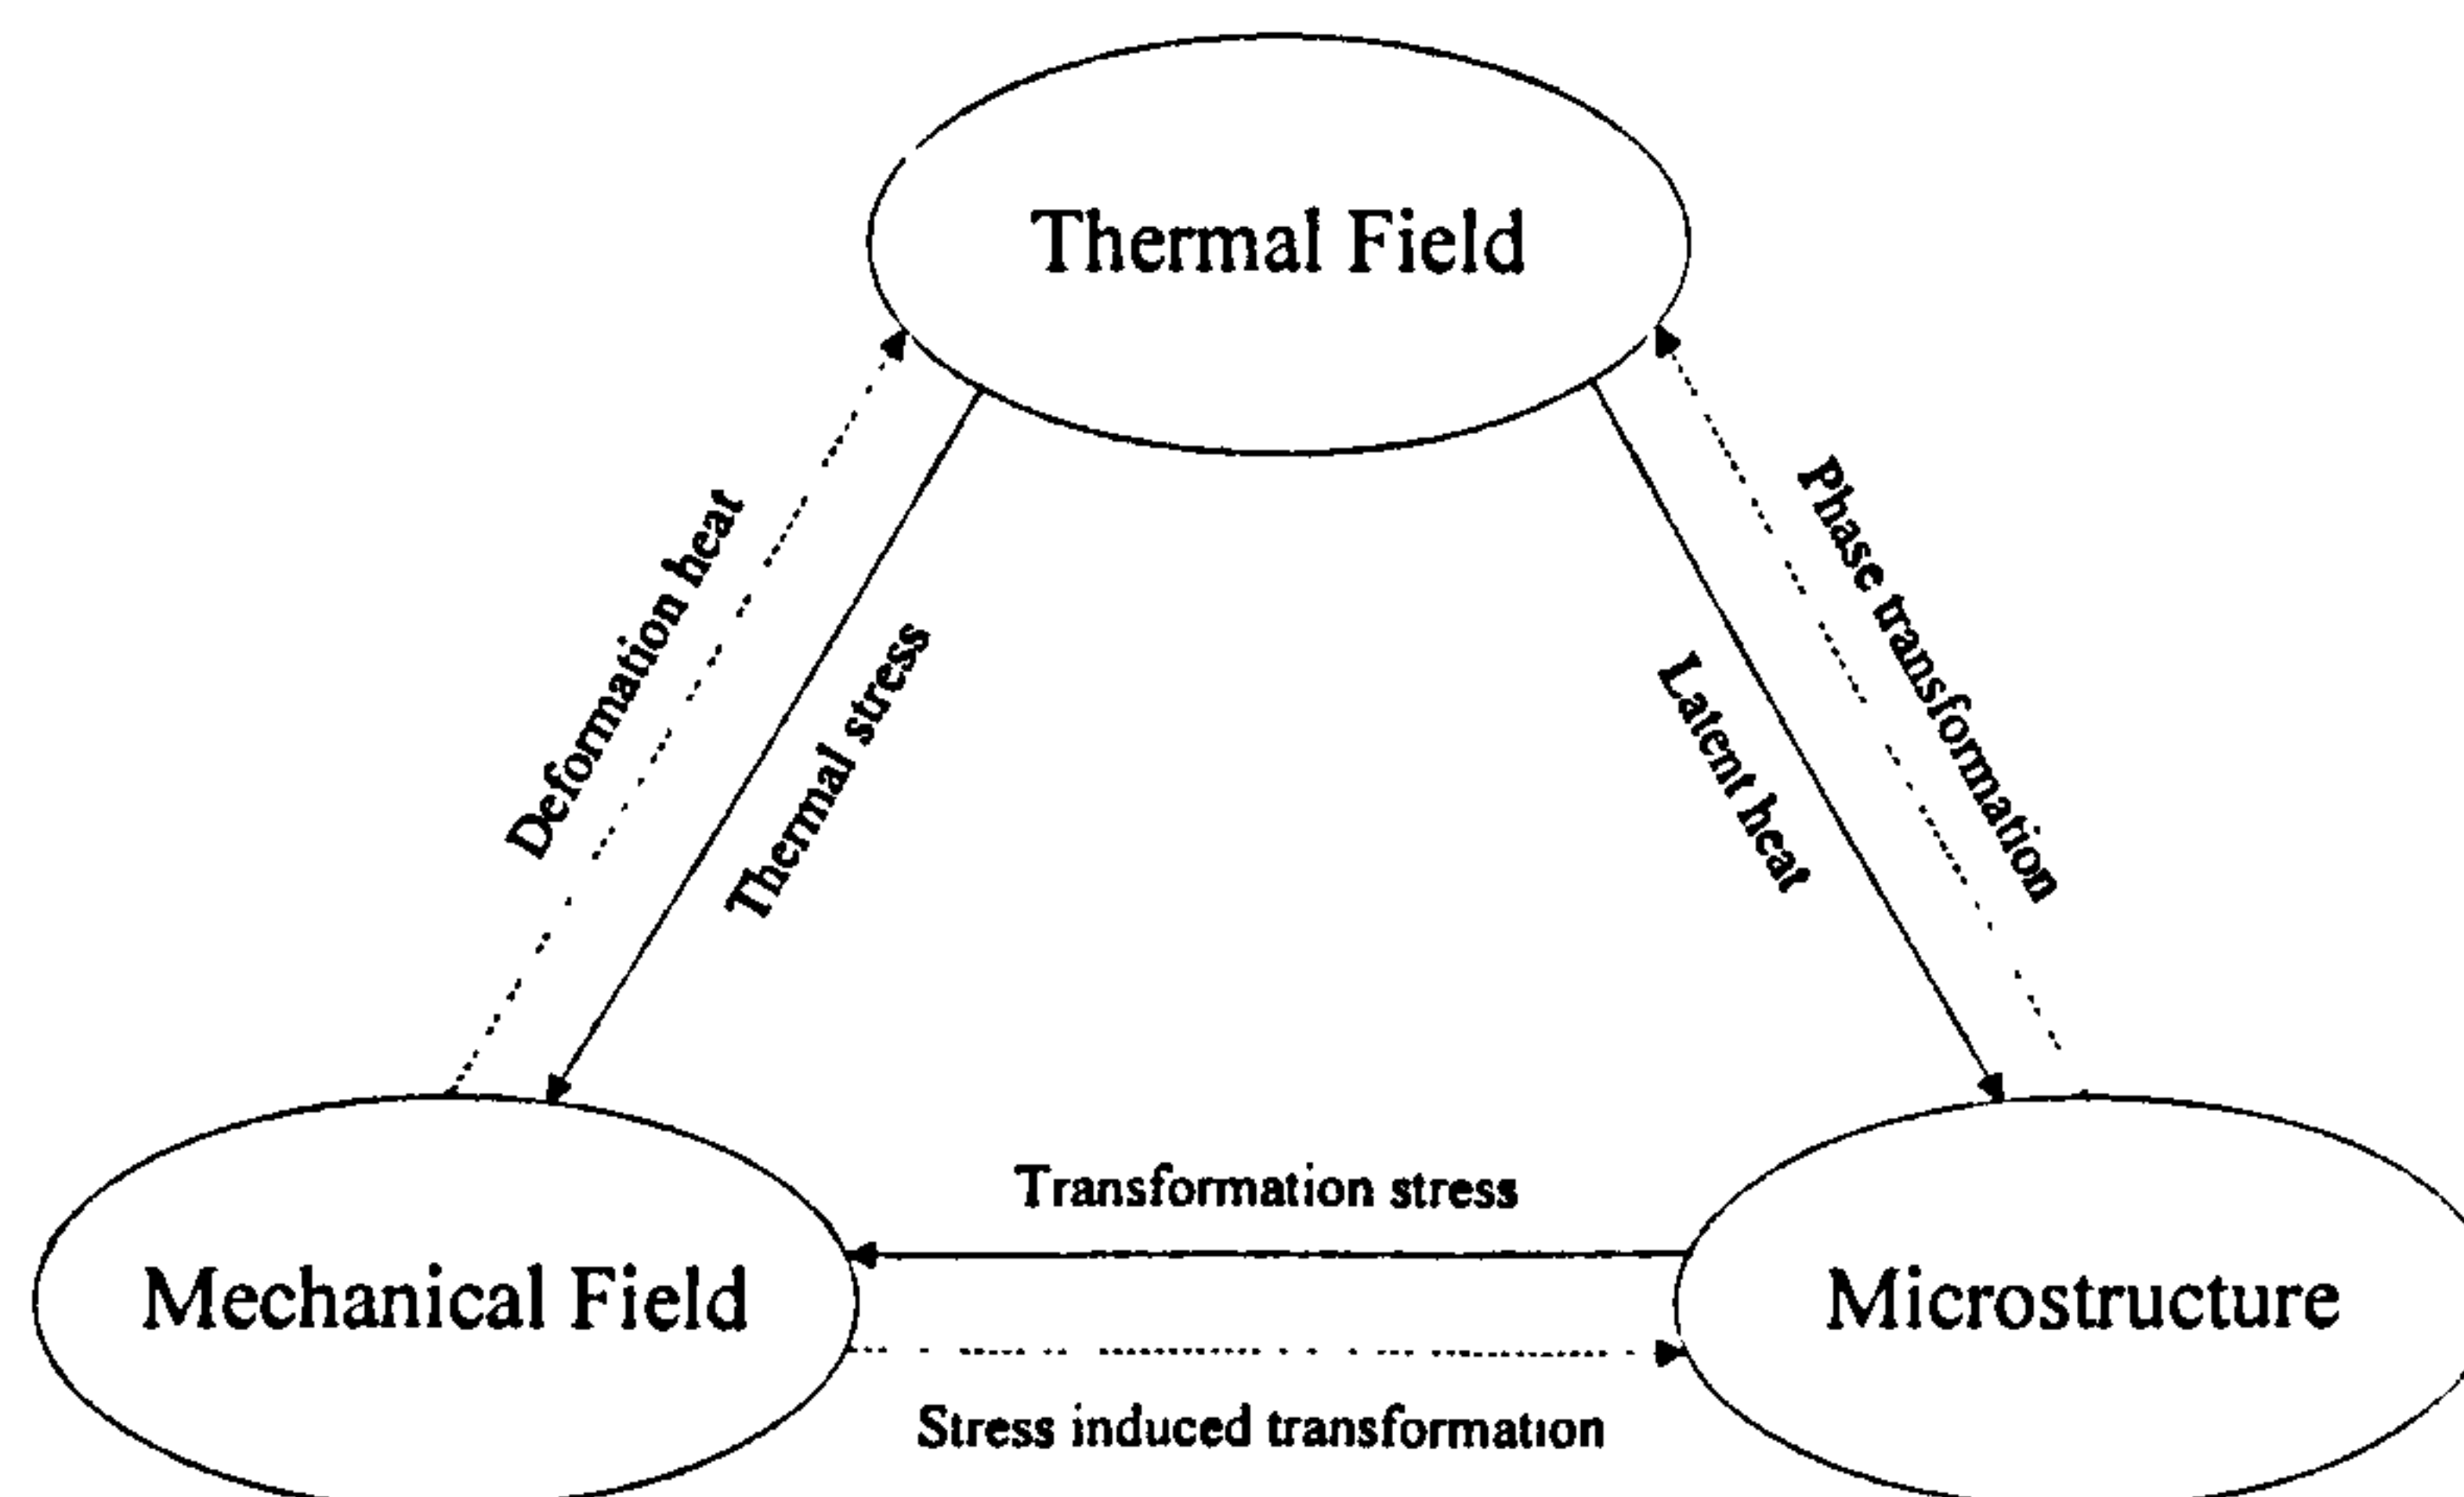 Thermal Field
Deformation heat
Thermal stress
Latent heat
Phase transformation
Transformation stress
Mechanical Field
Microstructure
Stress induced transformation